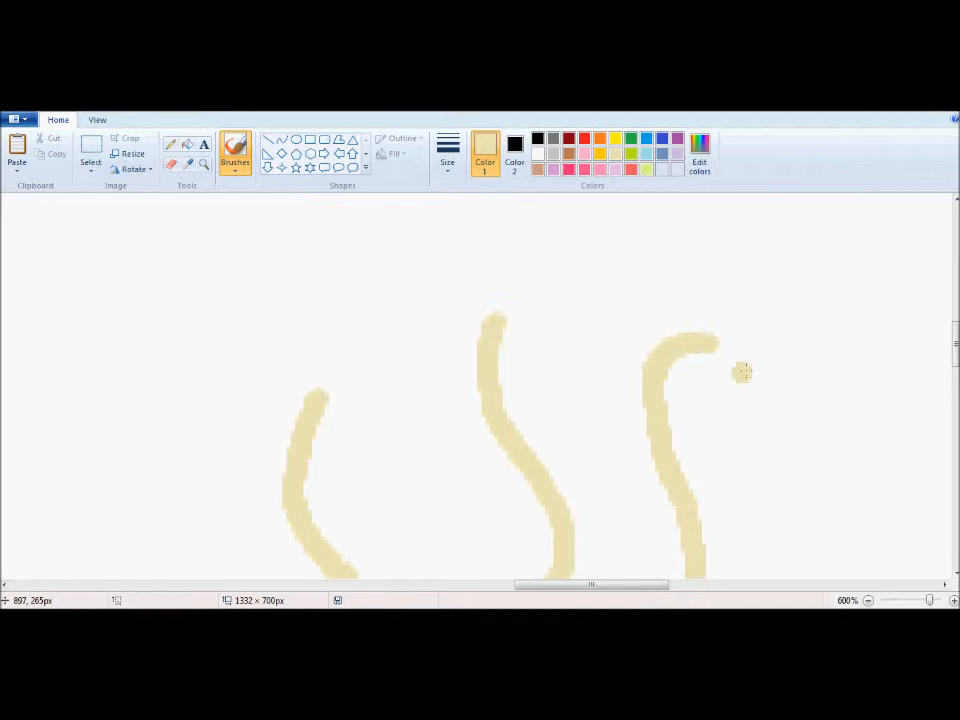 Home View
Paste Cut Copy Select Crop Resize Rotate A Brushes Outline Fill Size Color 1 Color 2 Edit colors
Clipboard Image Tools Shapes Colors
897, 265px 1332 × 700px 600%